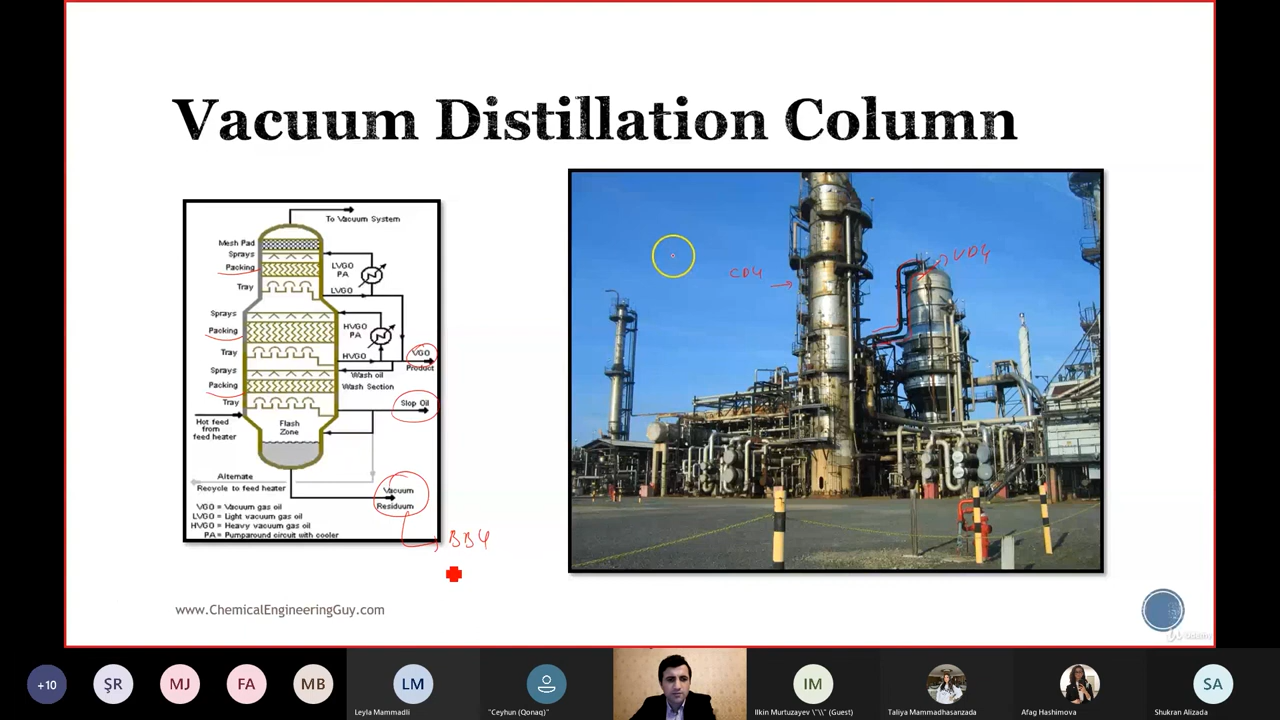 Vacuum Distillation Column
To Vacuum System
Mesh Pad
Sprays
Packing
Tray
LVGO
PA
LVGO
Sprays
Packing
Tray
HVGO
PA
HVGO
VGO
Product
Sprays
Wash oil
Packing
Wash Section
Tray
Slop Oil
Hot feed
from
feed heater
Flash
Zone
Alternate
Recycle to feed heater
Vacuum
Residuum
VGO = Vacuum gas oil
LVGO = Light vacuum gas oil
HVGO = Heavy vacuum gas oil
PA = Pumparound circuit with cooler
www.ChemicalEngineeringGuy.com
+10
ŞR
MJ
FA
MB
LM
Leyla Mammadli
"Ceyhun (Qonaq)"
IM
Ilkin Murtuzayev \"\\" (Guest)
Taliya Mammadhasanzada
Afag Hashimova
SA
Shukran Alizada